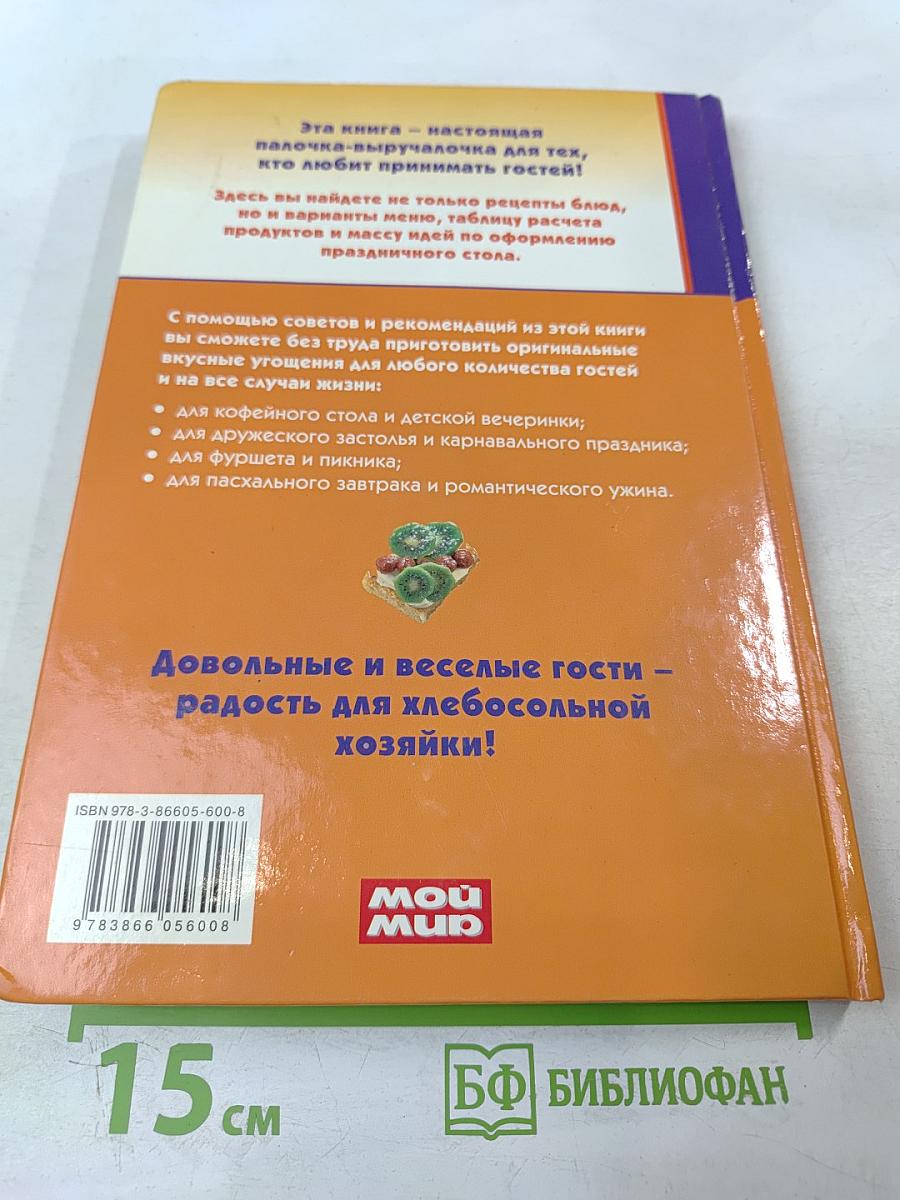 Эта книга – настоящая
палочка-выручалочка для тех,
кто любит принимать гостей!
Здесь вы найдете не только рецепты блюд,
но и варианты меню, таблицу расчета
продуктов и массу идей по оформлению
праздничного стола.
С помощью советов и рекомендаций из этой книги
вы сможете без труда приготовить оригинальные
вкусные угощения для любого количества гостей
и на все случаи жизни:
• для кофейного стола и детской вечеринки;
• для дружеского застолья и карнавального праздника;
• для фуршета и пикника;
• для пасхального завтрака и романтического ужина.
Довольные и веселые гости –
радость для хлебосольной
хозяйки!
ISBN 978-3-86605-600-8
9 783866 056008
мой
мир
15 см
БФ БИБЛИОФАН